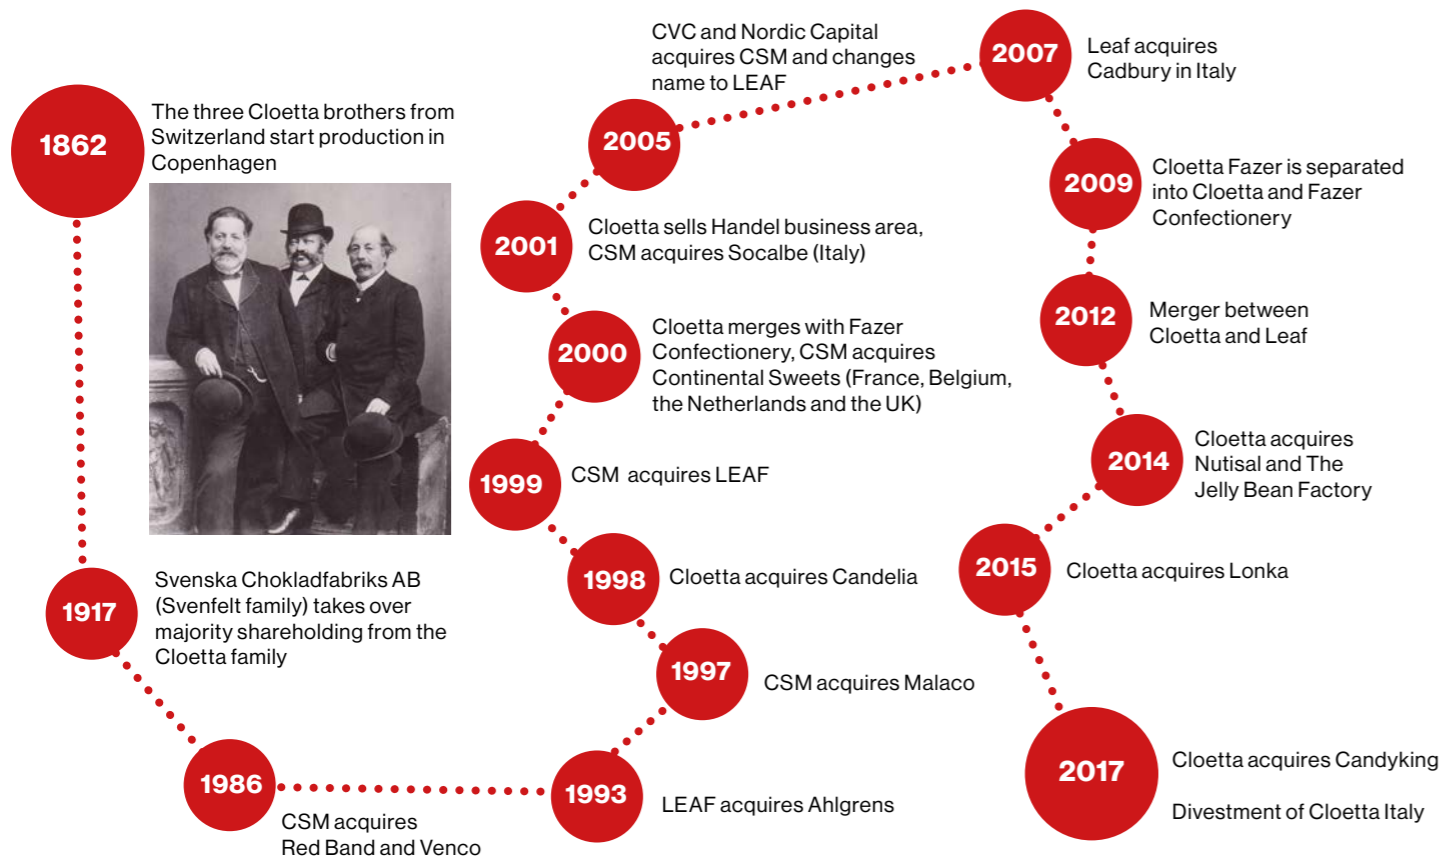 1862
The three Cloetta brothers from
Switzerland start production in
Copenhagen
1917
Svenska Chokladfabriks AB
(Svenfelt family) takes over
majority shareholding from the
Cloetta family
1986
CSM acquires
Red Band and Venco
1993
LEAF acquires Ahlgrens
1997
CSM acquires Malaco
1998
Cloetta acquires Candelia
1999
CSM acquires LEAF
2000
Cloetta merges with Fazer
Confectionery, CSM acquires
Continental Sweets (France, Belgium,
the Netherlands and the UK)
2001
Cloetta sells Handel business area,
CSM acquires Socalbe (Italy)
2005
CVC and Nordic Capital
acquires CSM and changes
name to LEAF
2007
Leaf acquires
Cadbury in Italy
2009
Cloetta Fazer is separated
into Cloetta and Fazer
Confectionery
2012
Merger between
Cloetta and Leaf
2014
Cloetta acquires
Nutisal and The
Jelly Bean Factory
2015
Cloetta acquires Lonka
2017
Cloetta acquires Candyking
Divestment of Cloetta Italy